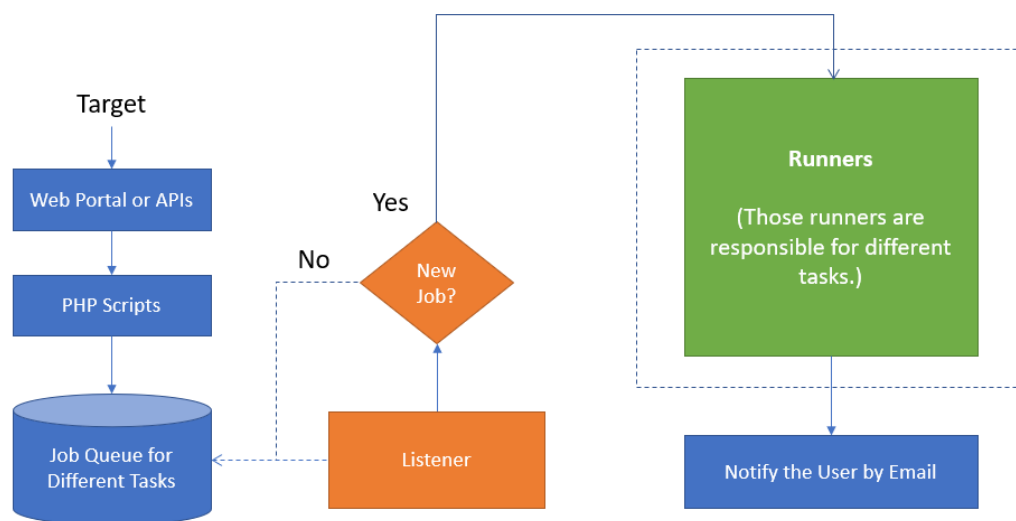 Target
Web Portal or APIs
PHP Scripts
Job Queue for
Different Tasks
Yes
No
New
Job?
Listener
Runners
(Those runners are
responsible for different
tasks.)
Notify the User by Email